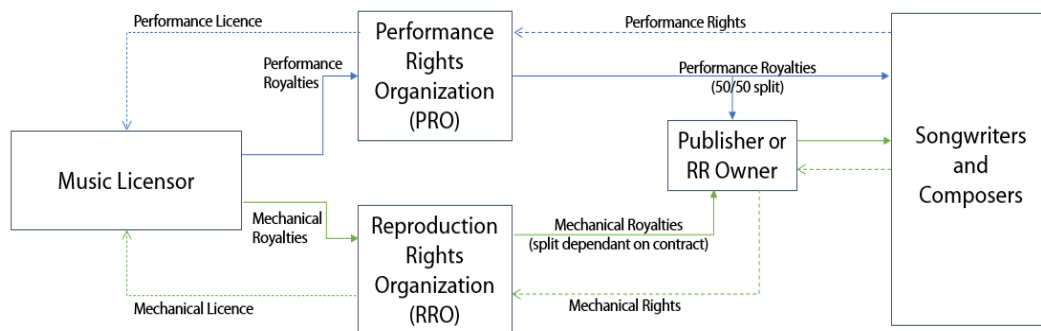 Performance Licence
Performance
Rights
Organization
(PRO)
Performance Rights
Performance
Royalties
Performance Royalties
(50/50 split)
Music Licensor
Publisher or
RR Owner
Songwriters
and
Composers
Mechanical
Royalties
Reproduction
Rights
Organization
(RRO)
Mechanical Royalties
(split dependant on contract)
Mechanical Licence
Mechanical Rights